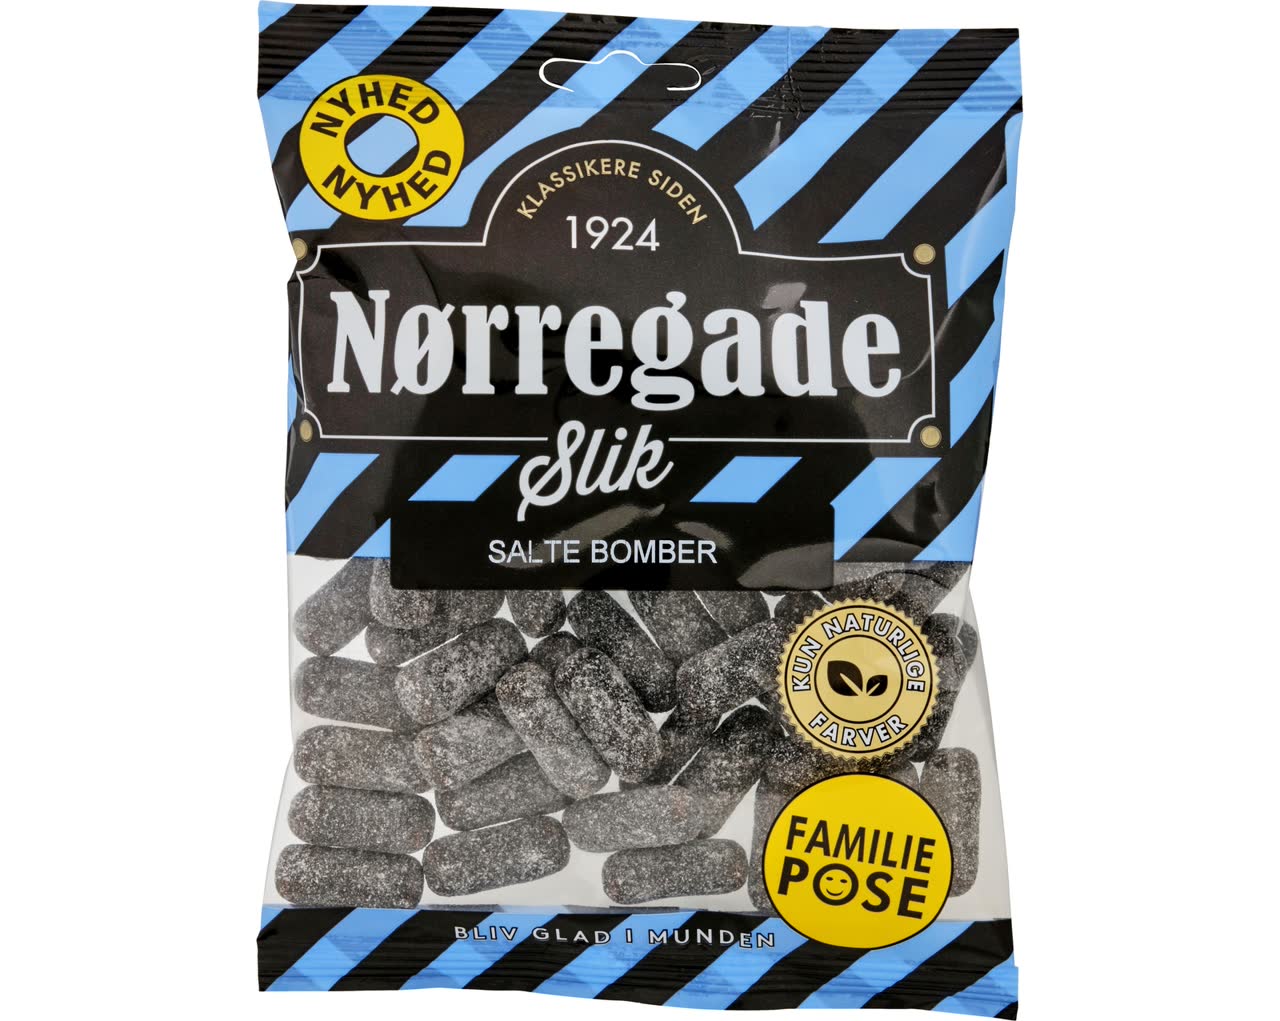 NYHED
NYHED
KLASSIKERE SIDEN
1924
Nørregade
Slik
SALTE BOMBER
KUN NATURLIGE
FARVER
FAMILIE
POSE
BLIV GLAD I MUNDEN